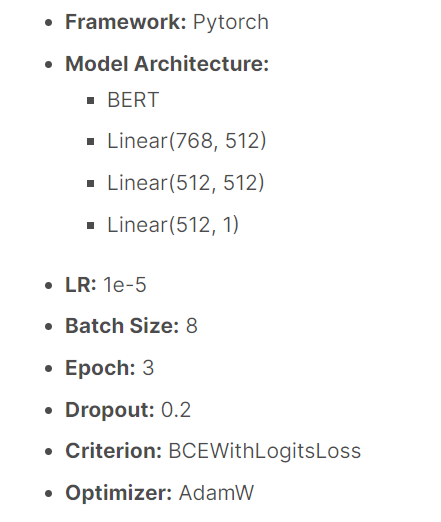 Framework: Pytorch
Model Architecture:
BERT
Linear(768, 512)
Linear(512, 512)
Linear(512, 1)
LR: 1e-5
Batch Size: 8
Epoch: 3
Dropout: 0.2
Criterion: BCEWithLogitsLoss
Optimizer: AdamW